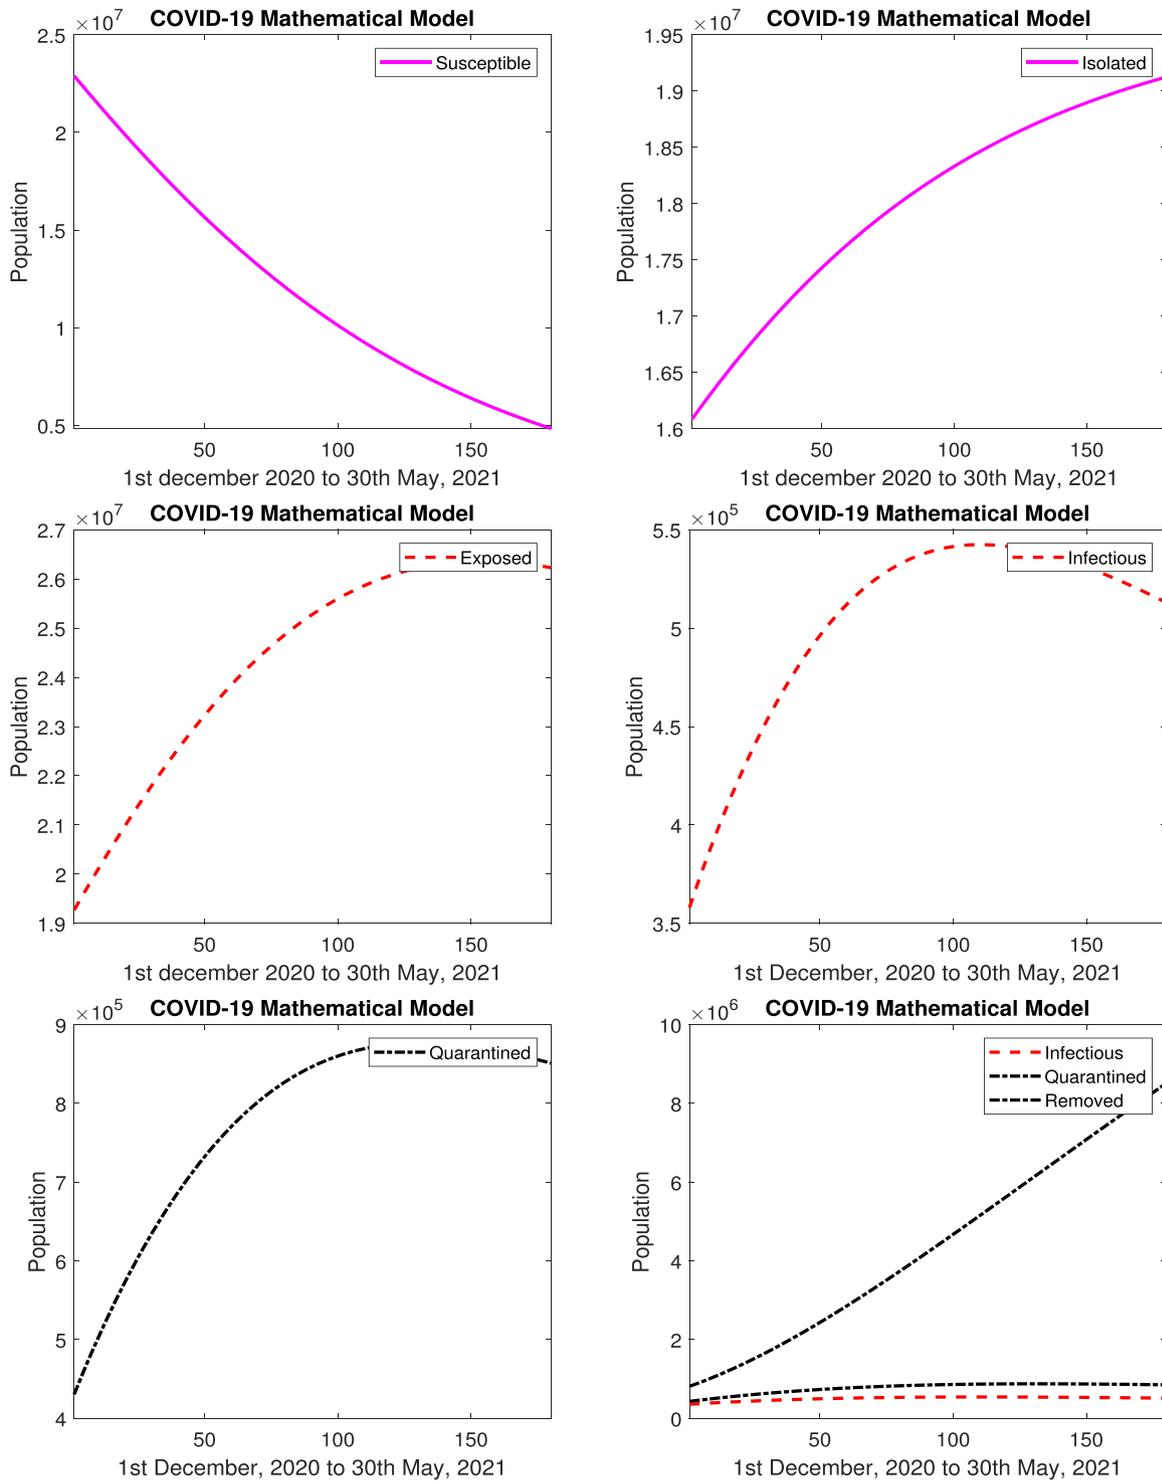 COVID-19 Mathematical Model
×10⁷
2.5
2
1.5
1
0.5
Population
Susceptible
50 100 150
1st december 2020 to 30th May, 2021
COVID-19 Mathematical Model
×10⁷
1.95
1.9
1.85
1.8
1.75
1.7
1.65
1.6
Population
Isolated
50 100 150
1st december 2020 to 30th May, 2021
COVID-19 Mathematical Model
×10⁷
2.7
2.6
2.5
2.4
2.3
2.2
2.1
2
1.9
Population
Exposed
50 100 150
1st december 2020 to 30th May, 2021
COVID-19 Mathematical Model
×10⁵
5.5
5
4.5
4
3.5
Population
Infectious
50 100 150
1st December, 2020 to 30th May, 2021
COVID-19 Mathematical Model
×10⁵
9
8
7
6
5
4
Population
Quarantined
50 100 150
1st December, 2020 to 30th May, 2021
COVID-19 Mathematical Model
×10⁶
10
8
6
4
2
0
Population
Infectious
Quarantined
Removed
50 100 150
1st December, 2020 to 30th May, 2021